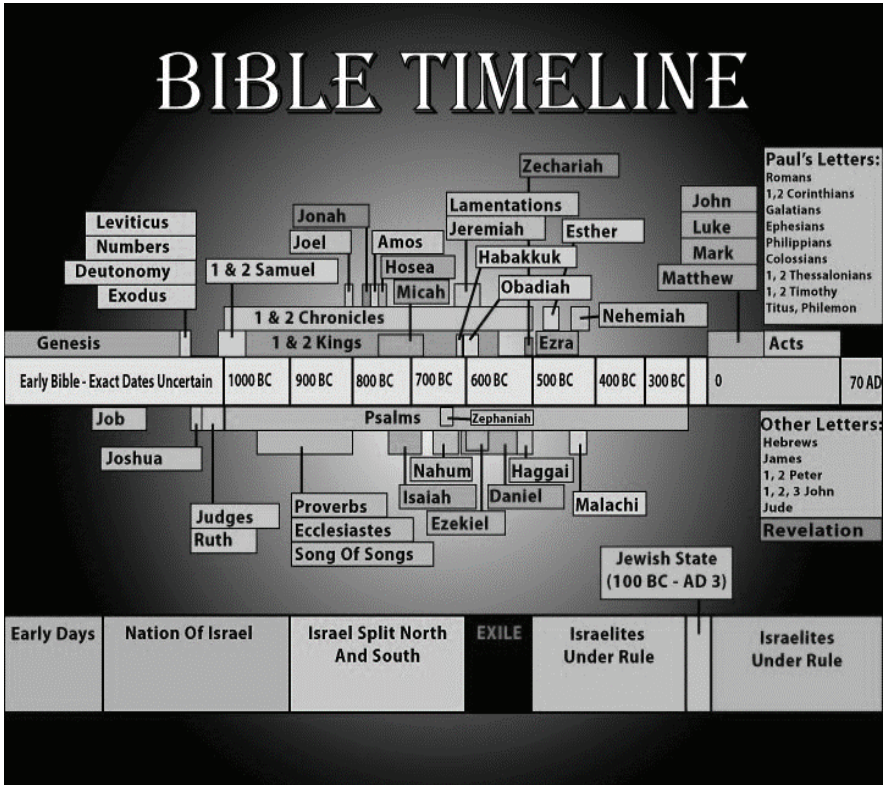 BIBLE TIMELINE
Zechariah
Paul's Letters:
Romans
1,2 Corinthians
Galatians
Ephesians
Philippians
Colossians
1, 2 Thessalonians
1, 2 Timothy
Titus, Philemon
John
Luke
Mark
Matthew
Leviticus
Numbers
Deutonomy
Exodus
Jonah
Joel
Amos
Hosea
Micah
1 & 2 Samuel
Lamentations
Jeremiah
Esther
Habakkuk
Obadiah
1 & 2 Chronicles
Nehemiah
Genesis
1 & 2 Kings
Ezra
Acts
Early Bible - Exact Dates Uncertain
1000 BC
900 BC
800 BC
700 BC
600 BC
500 BC
400 BC
300 BC
0
70 AD
Job
Psalms
Zephaniah
Joshua
Nahum
Haggai
Isaiah
Daniel
Malachi
Proverbs
Ezekiel
Judges
Ecclesiastes
Ruth
Song Of Songs
Other Letters:
Hebrews
James
1, 2 Peter
1, 2, 3 John
Jude
Revelation
Jewish State
(100 BC - AD 3)
Early Days
Nation Of Israel
Israel Split North
And South
EXILE
Israelites
Under Rule
Israelites
Under Rule